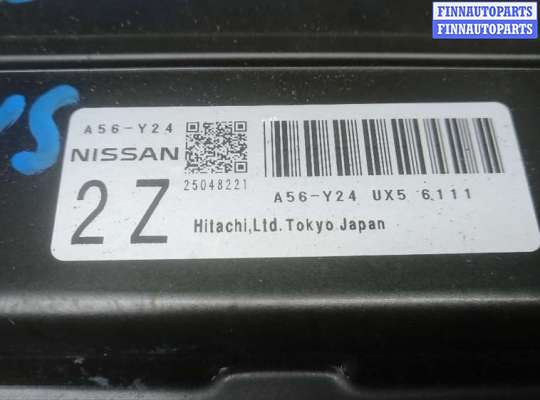 FINNAUTOPARTS
FINNAUTOPARTS
A56-Y24
NISSAN
25048221
2Z
A56-Y24 UX5 6111
Hitachi,Ltd.Tokyo Japan